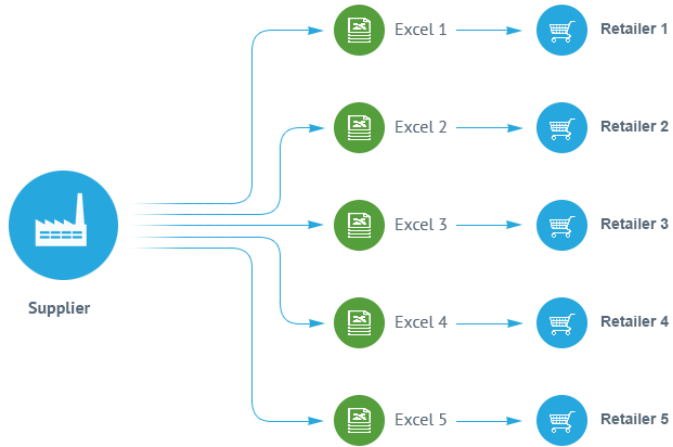 Excel 1
Retailer 1
Excel 2
Retailer 2
Excel 3
Retailer 3
Supplier
Excel 4
Retailer 4
Excel 5
Retailer 5